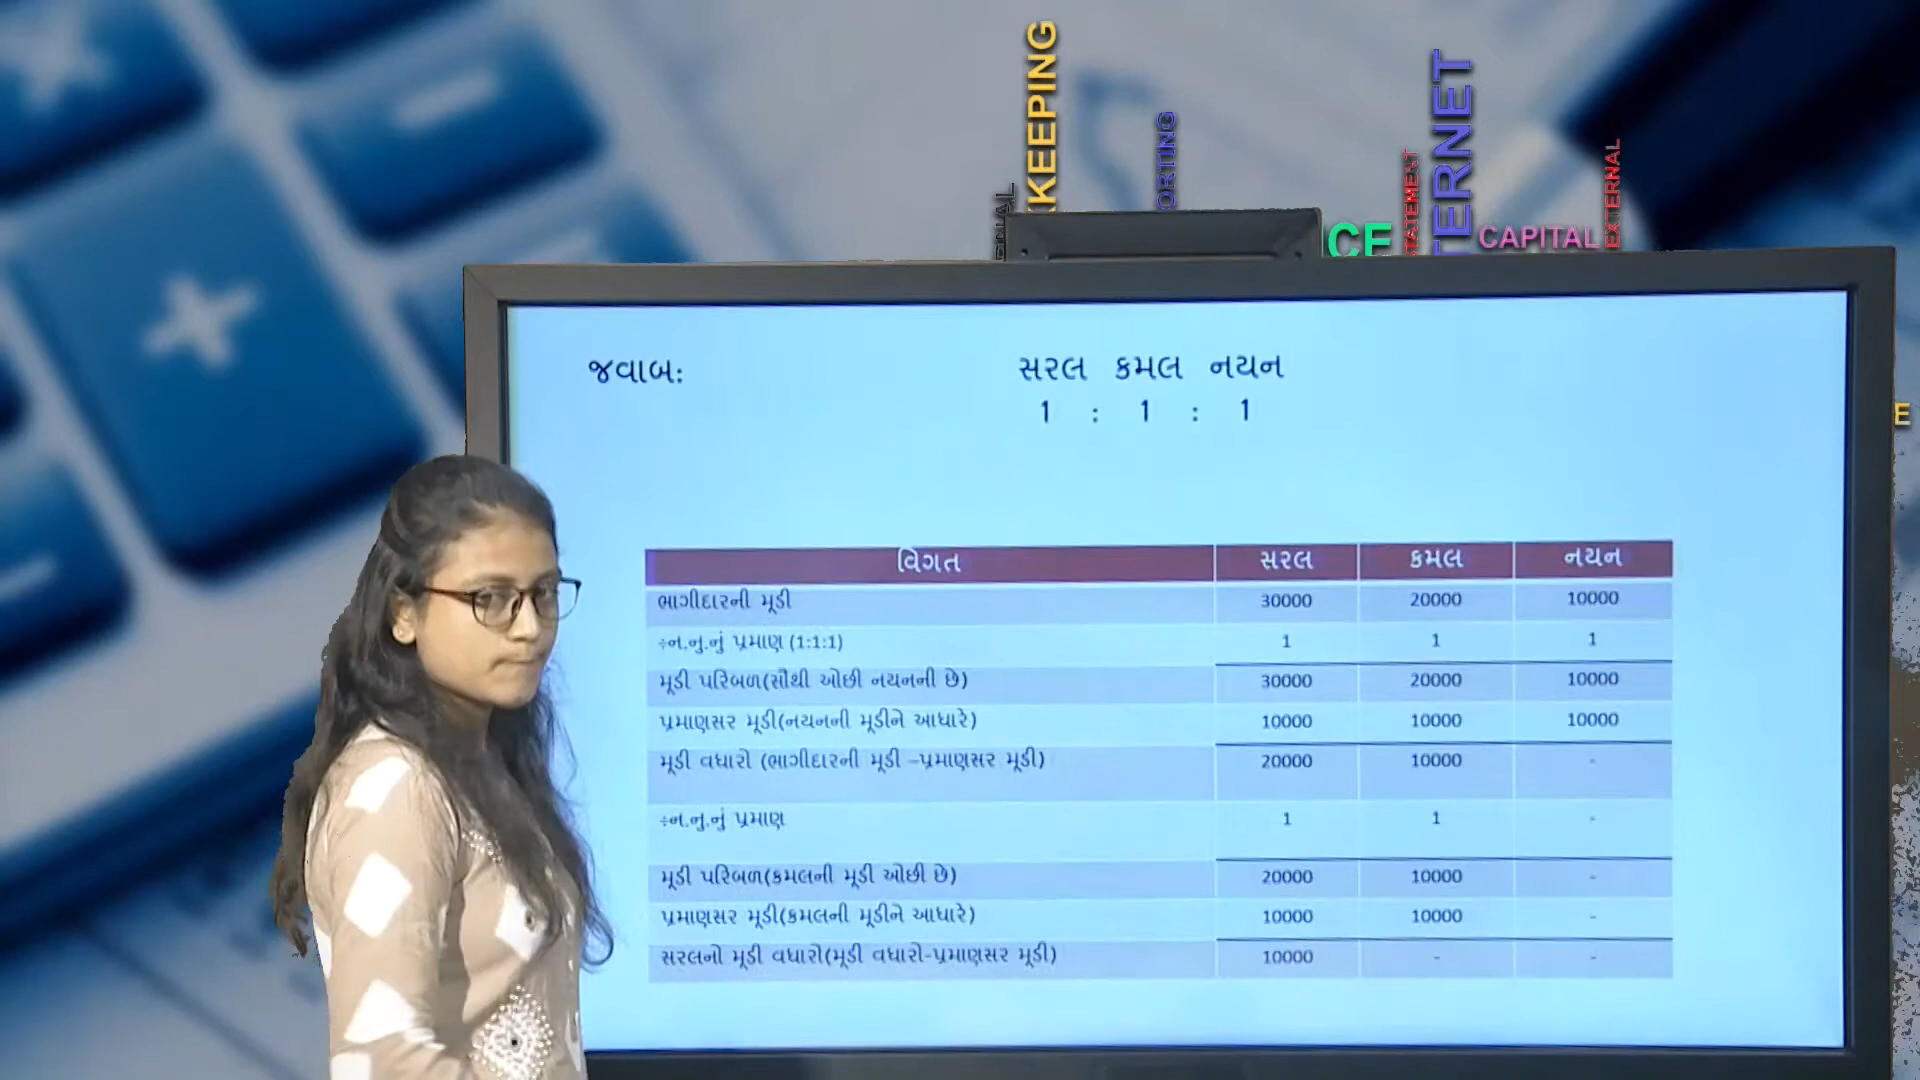 KEEPING
ORTING
TATEMENT
TERNET
EXTERNAL
CE
CAPITAL
E
જવાબ: સરલ કમલ નયન
1 : 1 : 1
વિગત સરલ કમલ નયન
ભાગીદારની મૂડી 30000 20000 10000
÷ન.નુ.નું પ્રમાણ (1:1:1) 1 1 1
મૂડી પરિબળ(સૌથી ઓછી નયનની છે) 30000 20000 10000
પ્રમાણસર મૂડી(નયનની મૂડીને આધારે) 10000 10000 10000
મૂડી વધારો (ભાગીદારની મૂડી –પ્રમાણસર મૂડી) 20000 10000 -
÷ન.નુ.નું પ્રમાણ 1 1 -
મૂડી પરિબળ(કમલની મૂડી ઓછી છે) 20000 10000 -
પ્રમાણસર મૂડી(કમલની મૂડીને આધારે) 10000 10000 -
સરલનો મૂડી વધારો(મૂડી વધારો-પ્રમાણસર મૂડી) 10000 - -